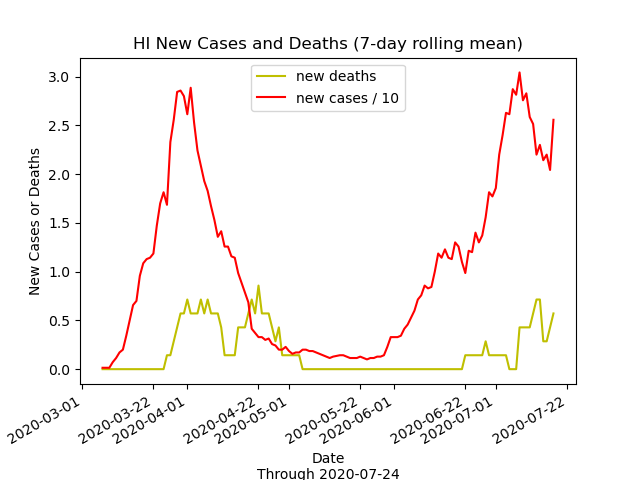 HI New Cases and Deaths (7-day rolling mean)
new deaths
new cases / 10
3.0
2.5
2.0
1.5
1.0
0.5
0.0
New Cases or Deaths
2020-03-01
2020-03-22
2020-04-01
2020-04-22
2020-05-01
2020-05-22
2020-06-01
2020-06-22
2020-07-01
2020-07-22
Date
Through 2020-07-24